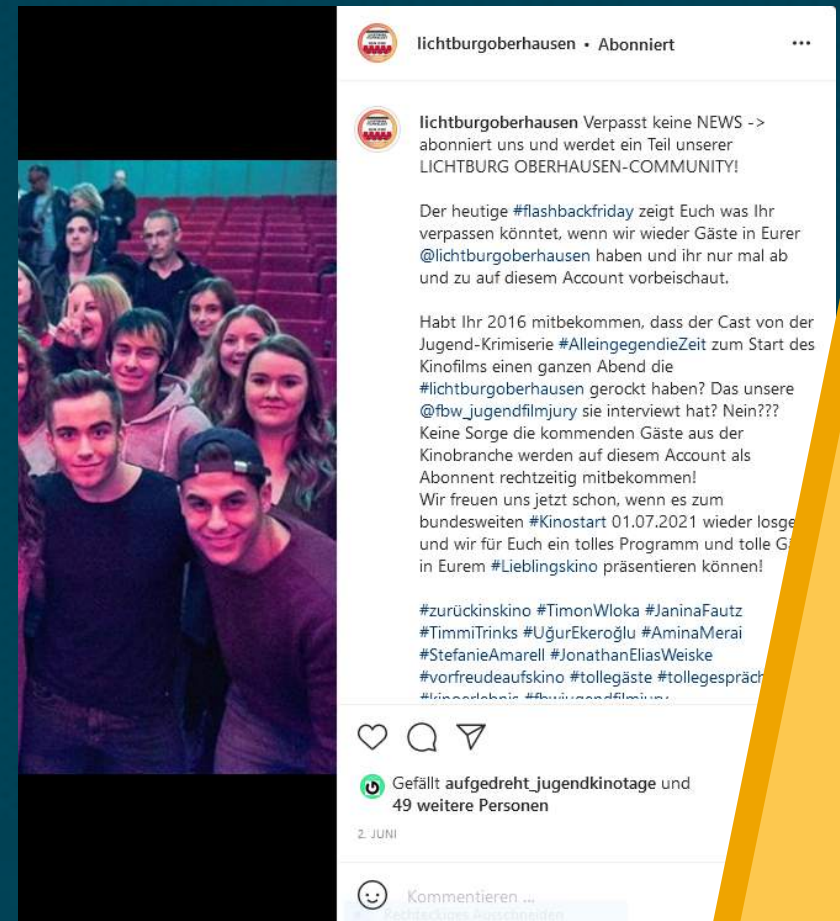 lichtburgoberhausen • Abonniert
lichtburgoberhausen Verpasst keine NEWS ->
abonniert uns und werdet ein Teil unserer
LICHTBURG OBERHAUSEN-COMMUNITY!
Der heutige #flashbackfriday zeigt Euch was Ihr
verpassen könntet, wenn wir wieder Gäste in Eurer
@lichtburgoberhausen haben und ihr nur mal ab
und zu auf diesem Account vorbeischaut.
Habt Ihr 2016 mitbekommen, dass der Cast von der
Jugend-Krimiserie #AlleingegendieZeit zum Start des
Kinofilms einen ganzen Abend die
#lichtburgoberhausen gerockt haben? Das unsere
@fbw_jugendfilmjury sie interviewt hat? Nein???
Keine Sorge die kommenden Gäste aus der
Kinobranche werden auf diesem Account als
Abonnent rechtzeitig mitbekommen!
Wir freuen uns jetzt schon, wenn es zum
bundesweiten #Kinostart 01.07.2021 wieder losge
und wir für Euch ein tolles Programm und tolle G
in Eurem #Lieblingskino präsentieren können!
#zurückinskino #TimonWloka #JaninaFautz
#TimmiTrinks #UğurEkeroğlu #AminaMerai
#StefanieAmarell #JonathanEliasWeiske
#vorfreudeaufskino #tollegäste #tollegespräch
#kinoerlebnis #fbwjugendfilmjury
Gefällt aufgedreht_jugendkinotage und
49 weitere Personen
2. JUNI
Kommentieren ...
Rechteckiges Ausschneiden